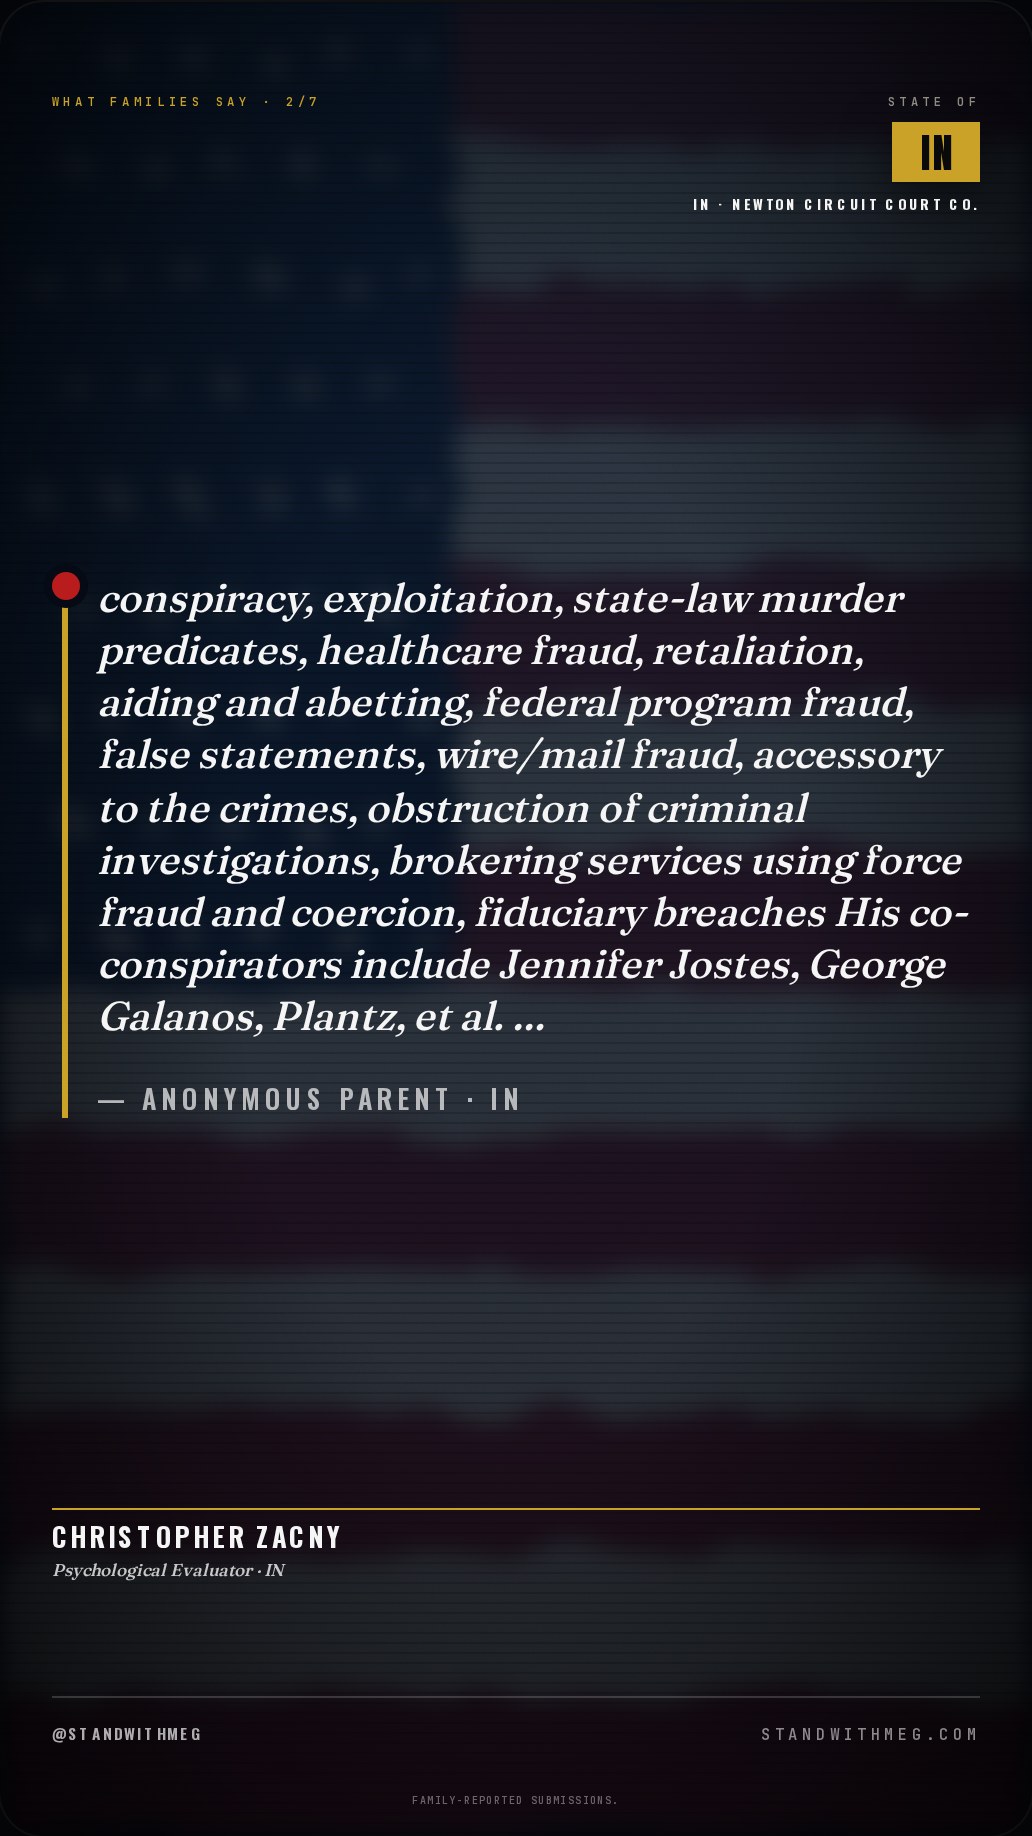 WHAT FAMILIES SAY · 2/7
STATE OF
IN
IN · NEWTON CIRCUIT COURT CO.
conspiracy, exploitation, state-law murder
predicates, healthcare fraud, retaliation,
aiding and abetting, federal program fraud,
false statements, wire/mail fraud, accessory
to the crimes, obstruction of criminal
investigations, brokering services using force
fraud and coercion, fiduciary breaches His co-
conspirators include Jennifer Jostes, George
Galanos, Plantz, et al. ...
— ANONYMOUS PARENT · IN
CHRISTOPHER ZACNY
Psychological Evaluator · IN
@STANDWITHMEG
STANDWITHMEG.COM
FAMILY-REPORTED SUBMISSIONS.